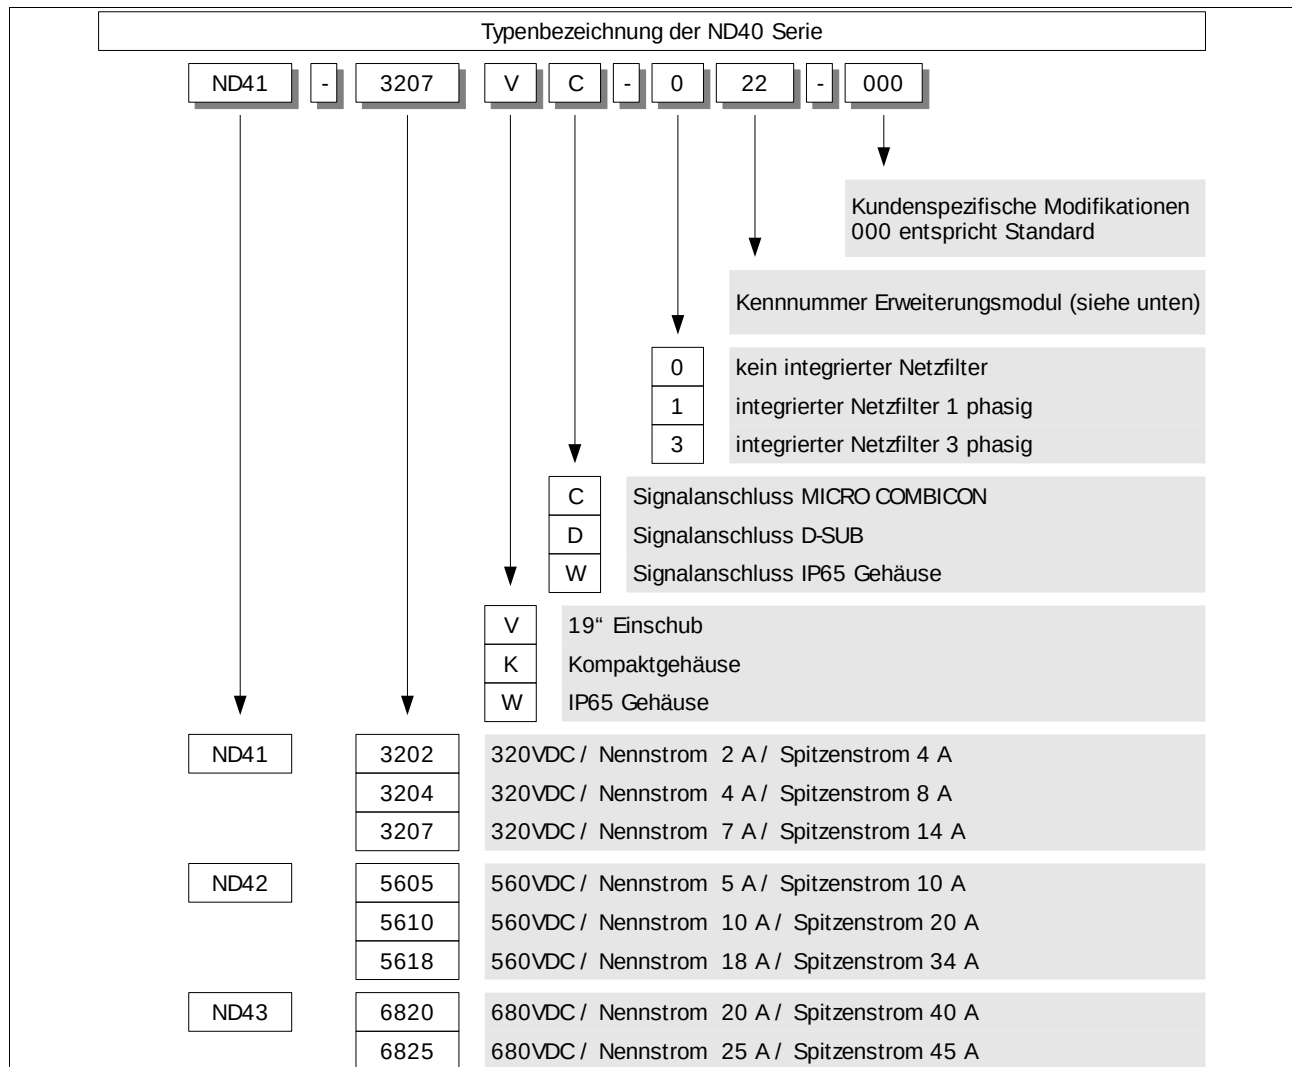 Typenbezeichnung der ND40 Serie
ND41 - 3207 V C - 0 22 - 000
Kundenspezifische Modifikationen
000 entspricht Standard
Kennnummer Erweiterungsmodul (siehe unten)
0 kein integrierter Netzfilter
1 integrierter Netzfilter 1 phasig
3 integrierter Netzfilter 3 phasig
C Signalanschluss MICRO COMBICON
D Signalanschluss D-SUB
W Signalanschluss IP65 Gehäuse
V 19“ Einschub
K Kompaktgehäuse
W IP65 Gehäuse
ND41 3202 320VDC / Nennstrom 2 A / Spitzenstrom 4 A
3204 320VDC / Nennstrom 4 A / Spitzenstrom 8 A
3207 320VDC / Nennstrom 7 A / Spitzenstrom 14 A
ND42 5605 560VDC / Nennstrom 5 A / Spitzenstrom 10 A
5610 560VDC / Nennstrom 10 A / Spitzenstrom 20 A
5618 560VDC / Nennstrom 18 A / Spitzenstrom 34 A
ND43 6820 680VDC / Nennstrom 20 A / Spitzenstrom 40 A
6825 680VDC / Nennstrom 25 A / Spitzenstrom 45 A